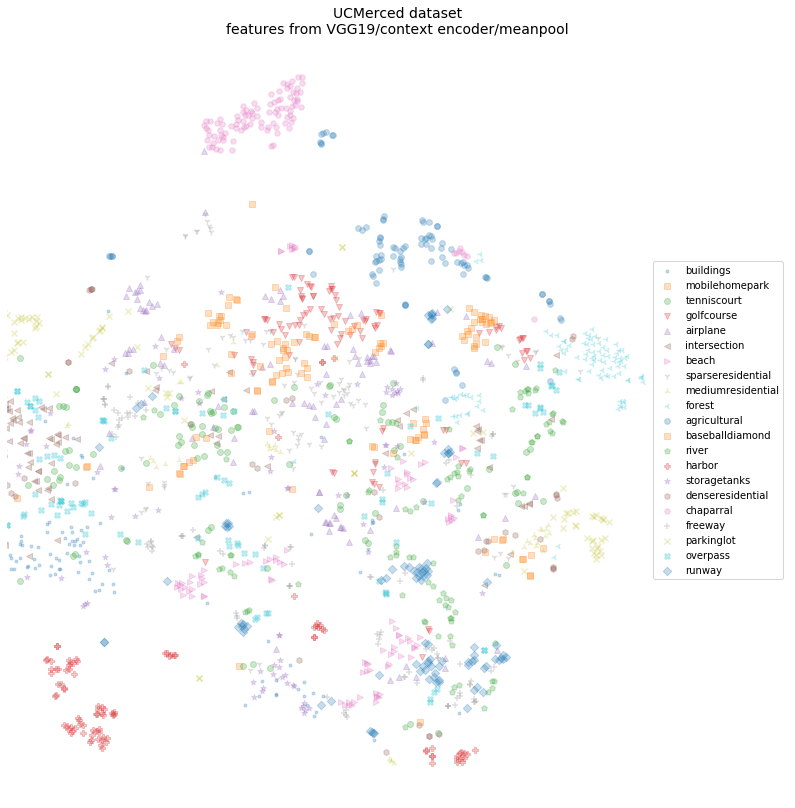 UCMerced dataset
features from VGG19/context encoder/meanpool
buildings
mobilehomepark
tenniscourt
golfcourse
airplane
intersection
beach
sparseresidential
mediumresidential
forest
agricultural
baseballdiamond
river
harbor
storagetanks
denseresidential
chaparral
freeway
parkinglot
overpass
runway